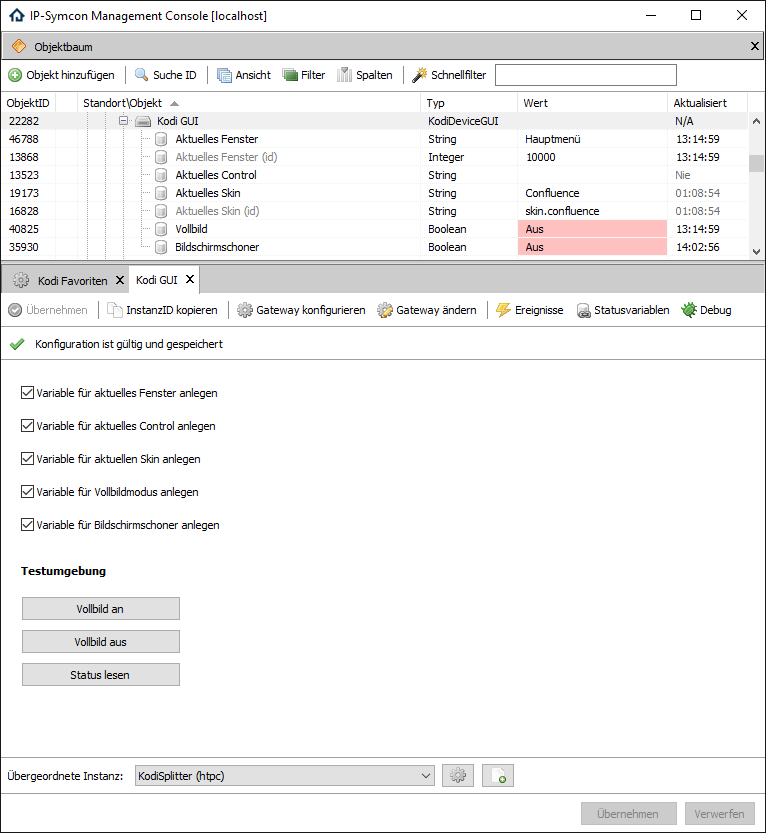 IP-Symcon Management Console [localhost]
Objektbaum
Objekt hinzufügen Suche ID Ansicht Filter Spalten Schnellfilter
ObjektID Standort\Objekt Typ Wert Aktualisiert
22282 Kodi GUI KodiDeviceGUI N/A
46788 Aktuelles Fenster String Hauptmenü 13:14:59
13868 Aktuelles Fenster (id) Integer 10000 13:14:59
13523 Aktuelles Control String Nie
19173 Aktuelles Skin String Confluence 01:08:54
16828 Aktuelles Skin (id) String skin.confluence 01:08:54
40825 Vollbild Boolean Aus 13:14:59
35930 Bildschirmschoner Boolean Aus 14:02:56
Kodi Favoriten Kodi GUI
Übernehmen InstanzID kopieren Gateway konfigurieren Gateway ändern Ereignisse Statusvariablen Debug
Konfiguration ist gültig und gespeichert
Variable für aktuelles Fenster anlegen
Variable für aktuelles Control anlegen
Variable für aktuellen Skin anlegen
Variable für Vollbildmodus anlegen
Variable für Bildschirmschoner anlegen
Testumgebung
Vollbild an
Vollbild aus
Status lesen
Übergeordnete Instanz: KodiSplitter (htpc)
Übernehmen Verwerfen